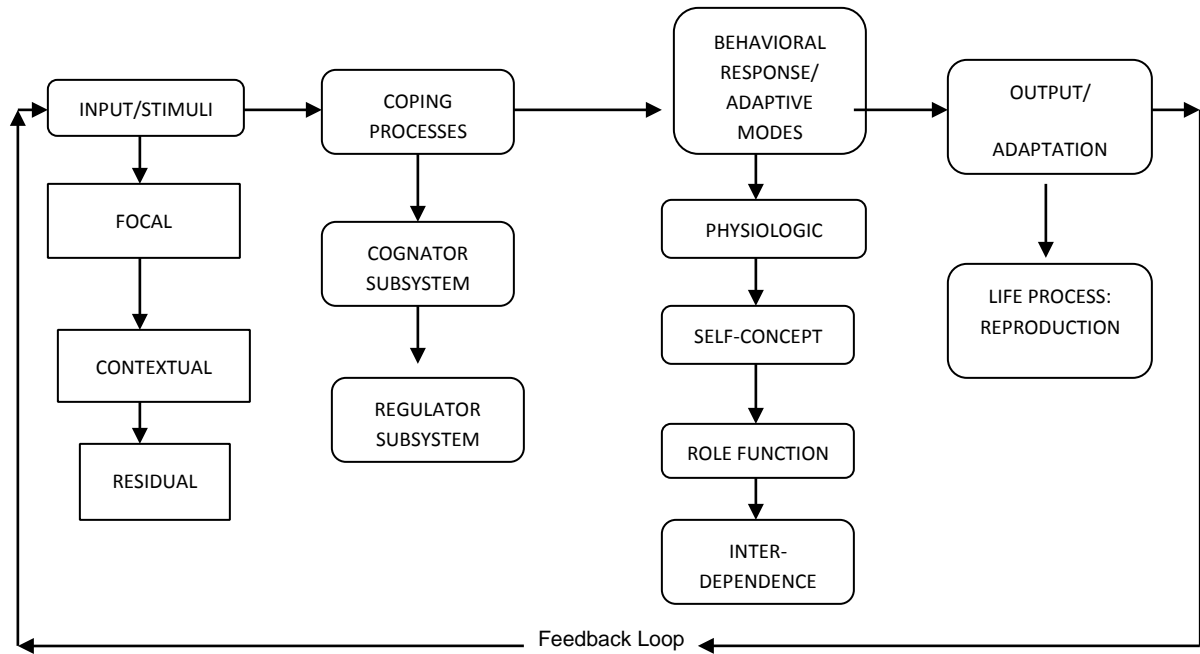 INPUT/STIMULI
FOCAL
CONTEXTUAL
RESIDUAL
COPING
PROCESSES
COGNATOR
SUBSYSTEM
REGULATOR
SUBSYSTEM
BEHAVIORAL
RESPONSE/
ADAPTIVE
MODES
PHYSIOLOGIC
SELF-CONCEPT
ROLE FUNCTION
INTER-
DEPENDENCE
OUTPUT/
ADAPTATION
LIFE PROCESS:
REPRODUCTION
Feedback Loop